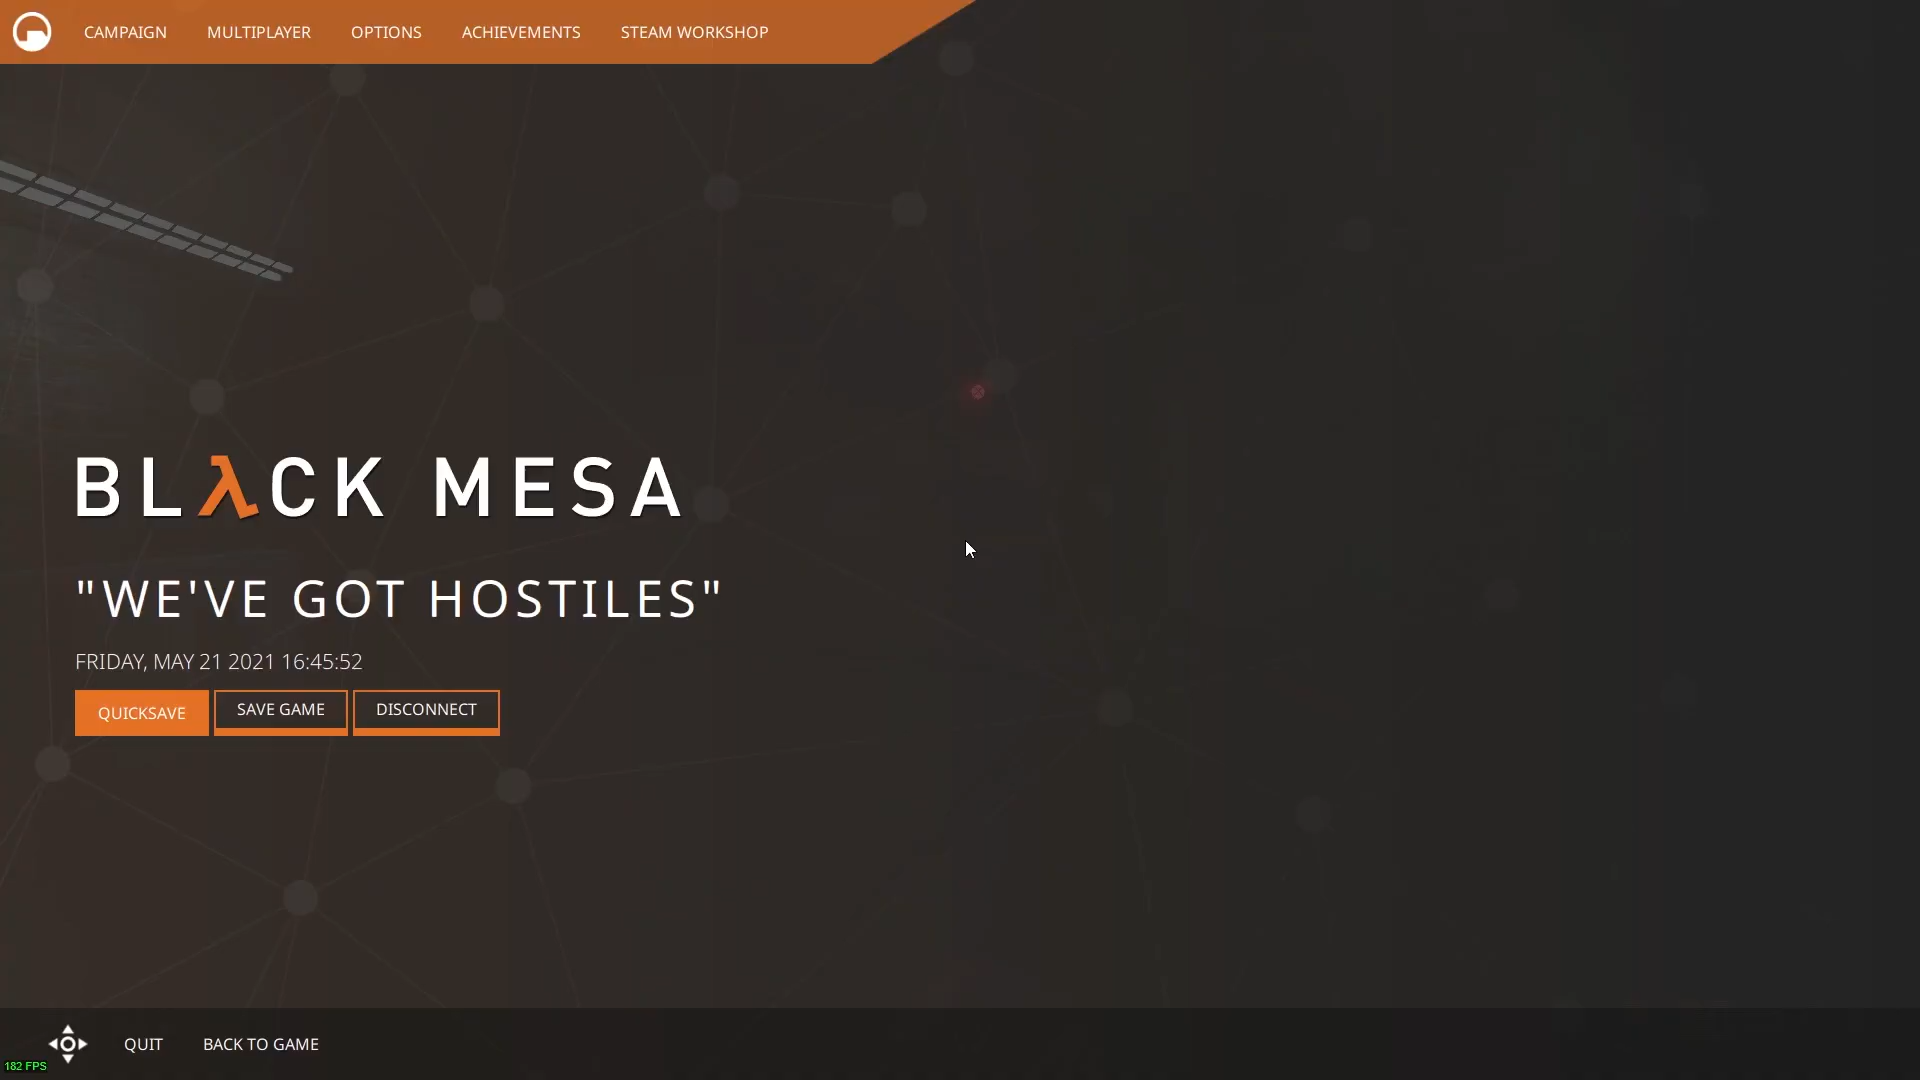 CAMPAIGN MULTIPLAYER OPTIONS ACHIEVEMENTS STEAM WORKSHOP
BLλCK MESA
"WE'VE GOT HOSTILES"
FRIDAY, MAY 21 2021 16:45:52
QUICKSAVE SAVE GAME DISCONNECT
QUIT BACK TO GAME
182 FPS